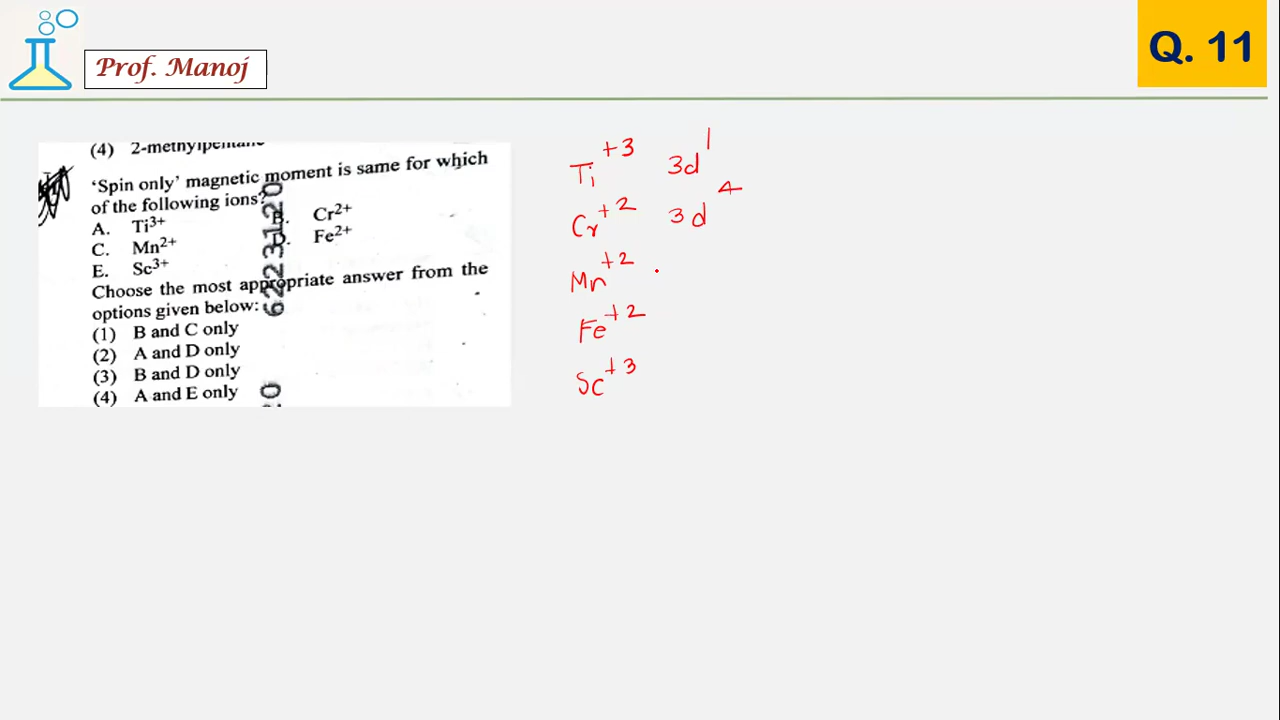 Prof. Manoj
Q. 11
(4) 2-methylpentane
'Spin only' magnetic moment is same for which
of the following ions?
A. Ti3+ B. Cr2+
C. Mn2+ D. Fe2+
E. Sc3+
Choose the most appropriate answer from the
options given below:
(1) B and C only
(2) A and D only
(3) B and D only
(4) A and E only
6223120
20
Ti+3 3d1
Cr+2 3d4
Mn+2
Fe+2
Sc+3